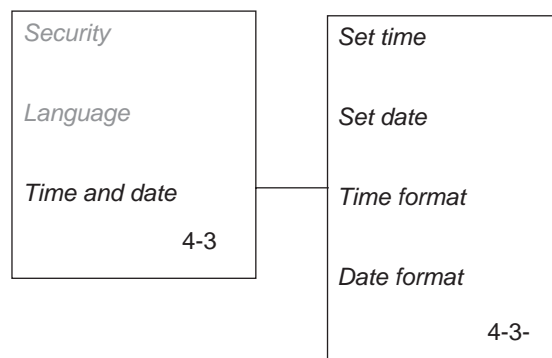 Security
Language
Time and date
4-3
Set time
Set date
Time format
Date format
4-3-